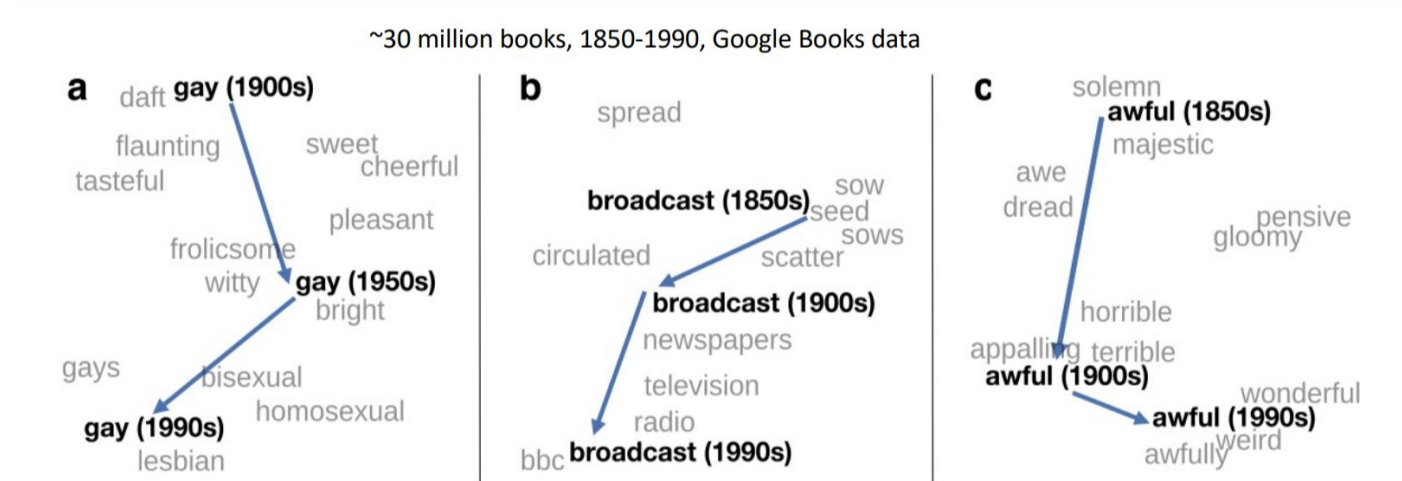 ~30 million books, 1850-1990, Google Books data
a
daft gay (1900s)
flaunting
sweet
tasteful
cheerful
pleasant
frolicsome
witty
gay (1950s)
bright
gays
bisexual
homosexual
gay (1990s)
lesbian
b
spread
broadcast (1850s)
sow
seed
sows
circulated
scatter
broadcast (1900s)
newspapers
television
radio
bbc broadcast (1990s)
c
solemn
awful (1850s)
majestic
awe
dread
pensive
gloomy
horrible
appalling terrible
awful (1900s)
wonderful
awful (1990s)
weird
awfully